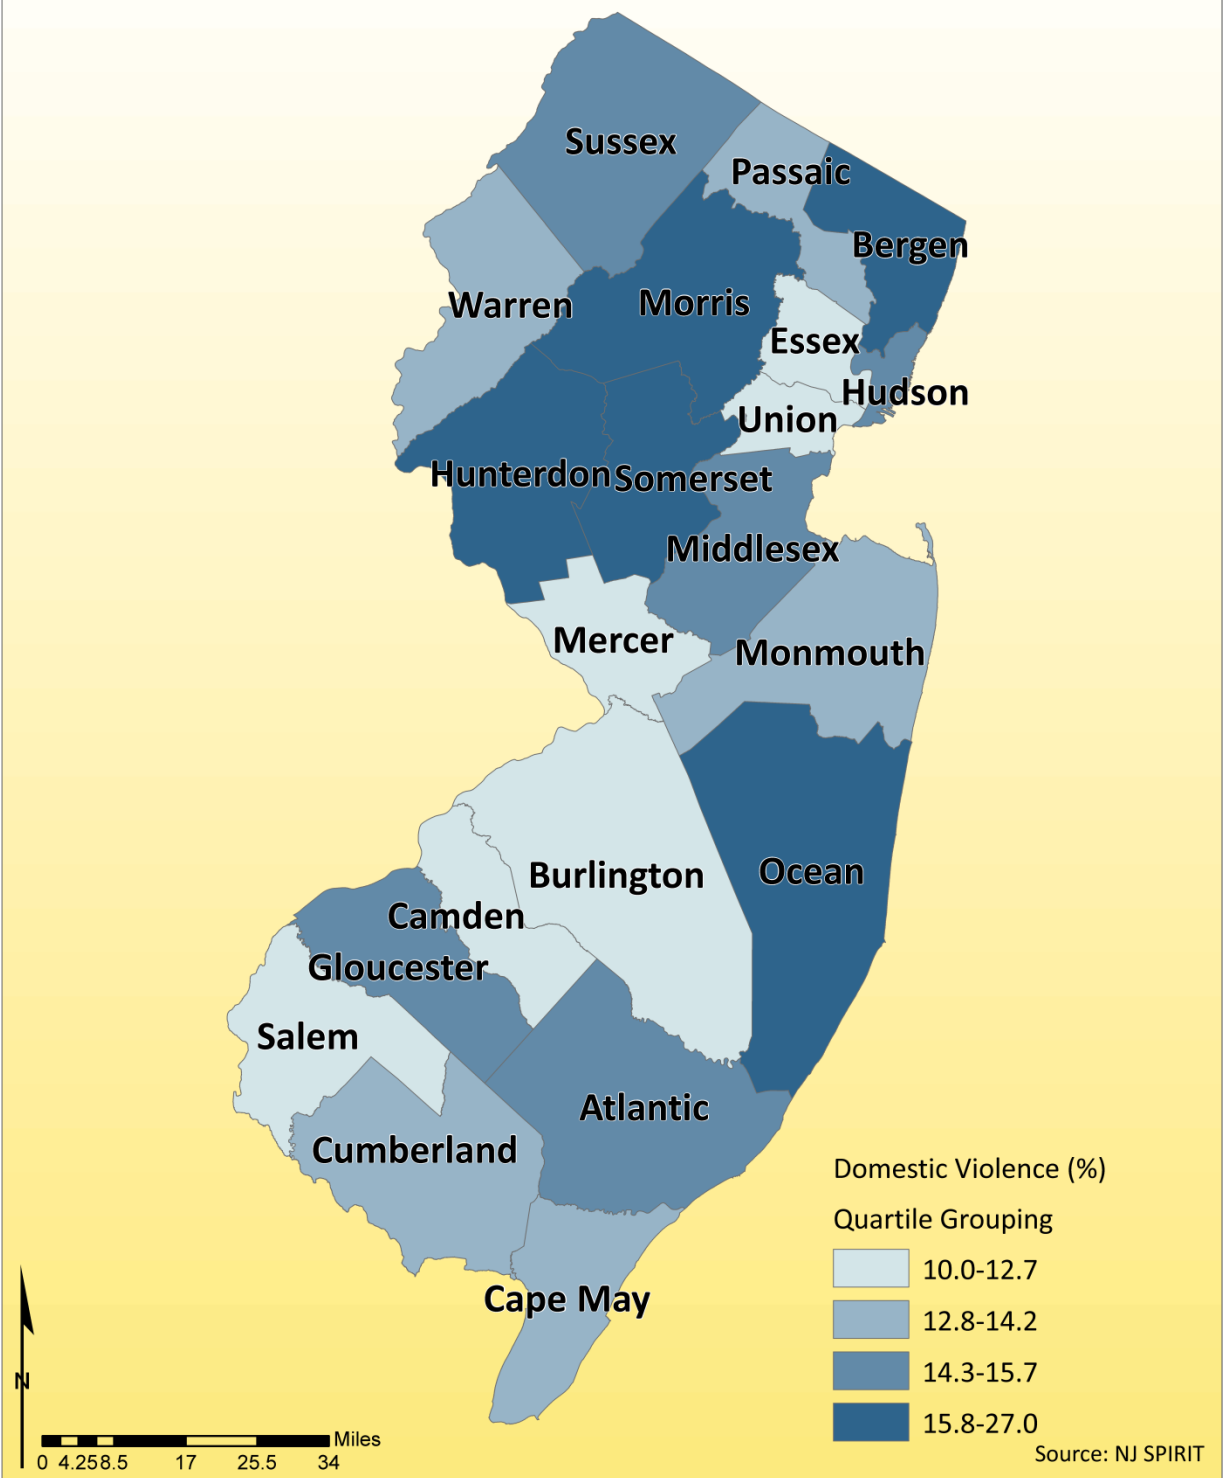 Sussex
Passaic
Bergen
Warren
Morris
Essex
Hudson
Union
Hunterdon
Somerset
Middlesex
Mercer
Monmouth
Burlington
Ocean
Camden
Gloucester
Salem
Atlantic
Cumberland
Cape May
Domestic Violence (%)
Quartile Grouping
10.0-12.7
12.8-14.2
14.3-15.7
15.8-27.0
N
Miles
0 4.25 8.5 17 25.5 34
Source: NJ SPIRIT